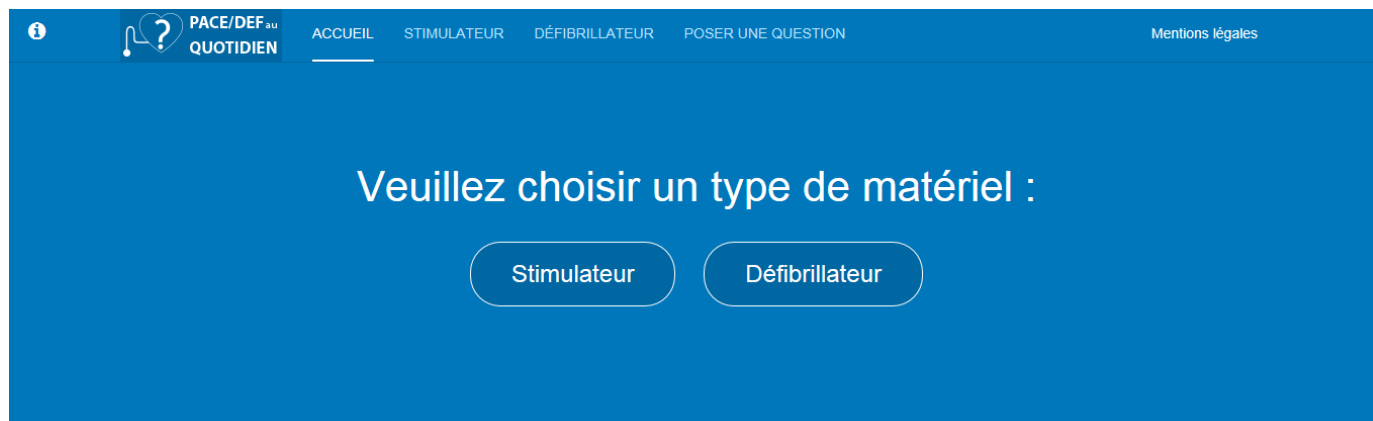 ? PACE/DEF au
QUOTIDIEN
ACCUEIL STIMULATEUR DÉFIBRILLATEUR POSER UNE QUESTION Mentions légales
Veuillez choisir un type de matériel :
Stimulateur Défibrillateur